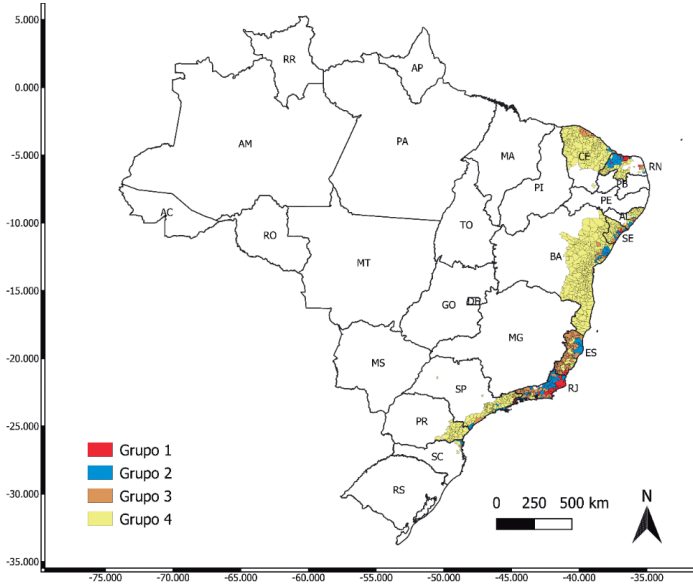 5.000
0.000
-5.000
-10.000
-15.000
-20.000
-25.000
-30.000
-35.000
RR
AP
AM
PA
MA
CE
RN
PB
PI
PE
AC
AL
TO
SE
RO
BA
MT
GO
DF
MG
MS
ES
SP
RJ
PR
SC
RS
Grupo 1
Grupo 2
Grupo 3
Grupo 4
0 250 500 km
N
-75.000 -70.000 -65.000 -60.000 -55.000 -50.000 -45.000 -40.000 -35.000